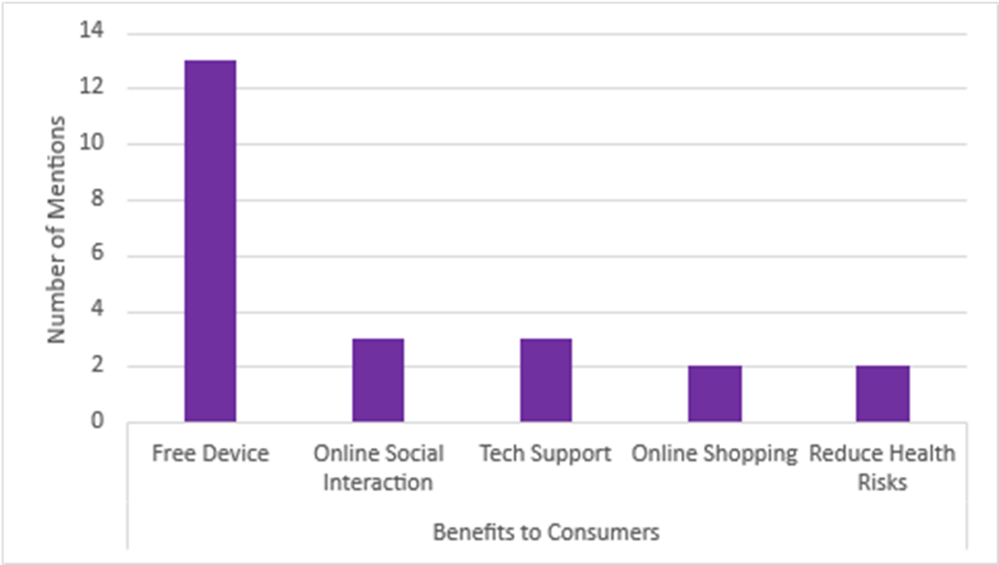 14
12
10
8
6
4
2
0
Number of Mentions
Free Device
Online Social
Interaction
Tech Support
Online Shopping
Reduce Health
Risks
Benefits to Consumers